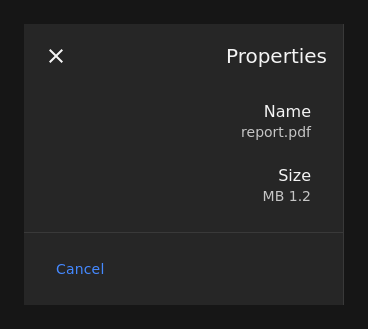 Properties
Name
report.pdf
Size
MB 1.2
Cancel